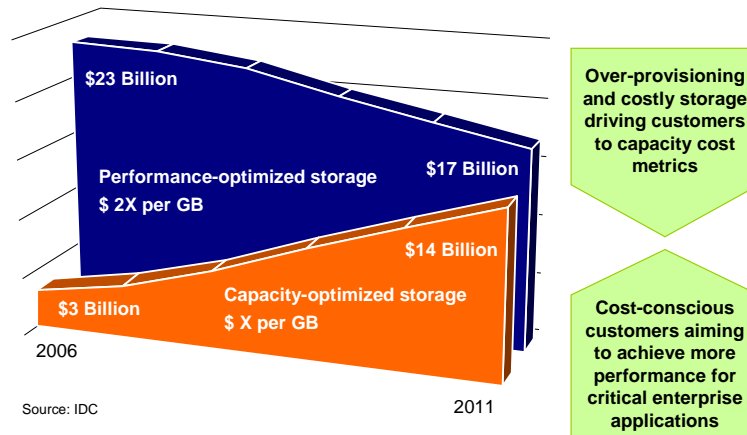 $23 Billion
Performance-optimized storage
$ 2X per GB
$17 Billion
$14 Billion
$3 Billion
Capacity-optimized storage
$ X per GB
2006
2011
Source: IDC
Over-provisioning
and costly storage
driving customers
to capacity cost
metrics
Cost-conscious
customers aiming
to achieve more
performance for
critical enterprise
applications